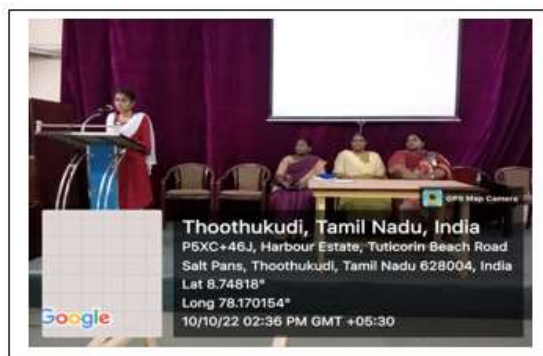 GPS Map Camera
Thoothukudi, Tamil Nadu, India
P5XC+46J, Harbour Estate, Tuticorin Beach Road
Salt Pans, Thoothukudi, Tamil Nadu 628004, India
Lat 8.74818°
Long 78.170154°
10/10/22 02:36 PM GMT +05:30
Google